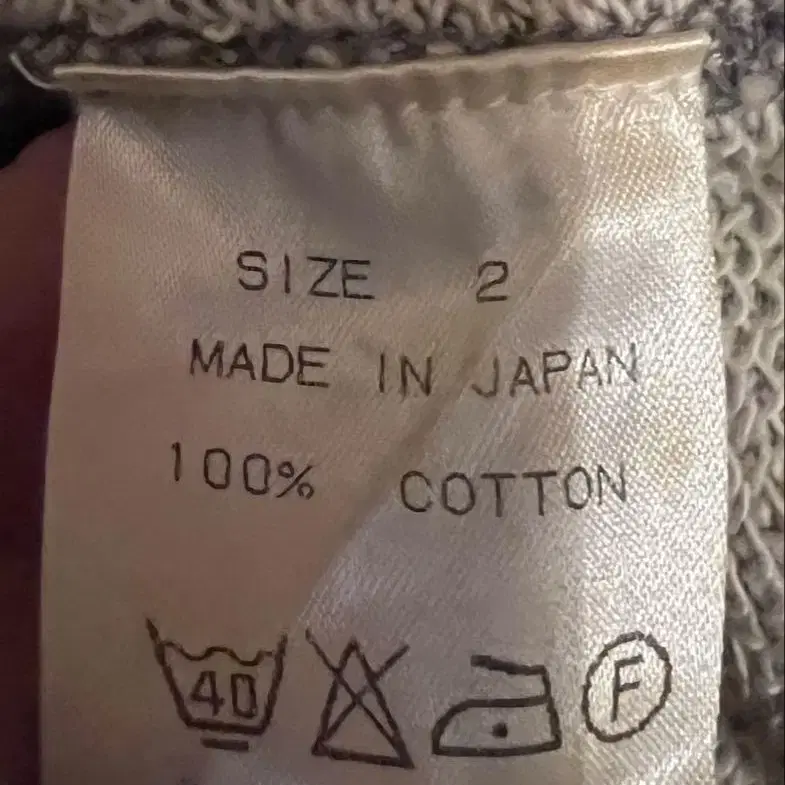 SIZE 2
MADE IN JAPAN
100% COTTON
40 F